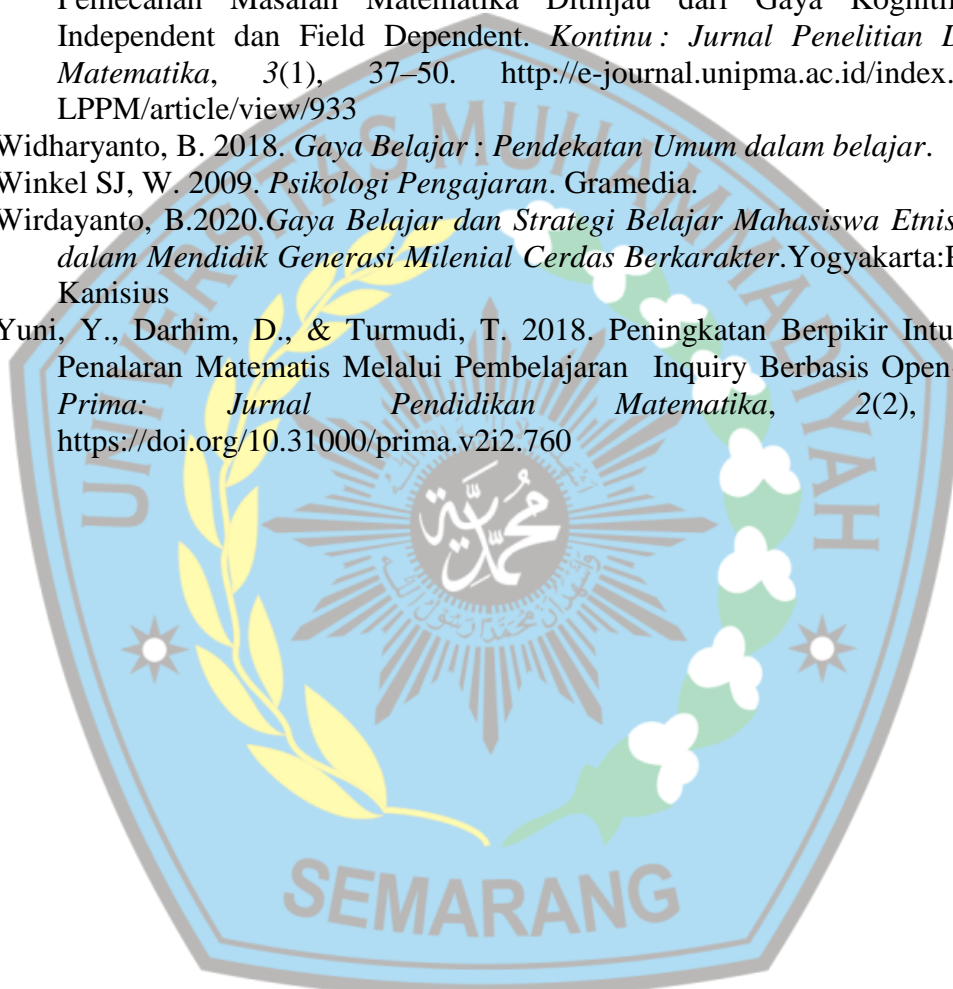 Pemecahan Masalah Matematika Ditinjau dari Gaya Kognitif
Independent dan Field Dependent. Kontinu : Jurnal Penelitian
Matematika, 3(1), 37–50. http://e-journal.unipma.ac.id/index.
LPPM/article/view/933
Widharyanto, B. 2018. Gaya Belajar : Pendekatan Umum dalam belajar.
Winkel SJ, W. 2009. Psikologi Pengajaran. Gramedia.
Wirdayanto, B.2020.Gaya Belajar dan Strategi Belajar Mahasiswa Etnis
dalam Mendidik Generasi Milenial Cerdas Berkarakter.Yogyakarta:
Kanisius
Yuni, Y., Darhim, D., & Turmudi, T. 2018. Peningkatan Berpikir
Penalaran Matematis Melalui Pembelajaran Inquiry Berbasis Open-
Prima: Jurnal Pendidikan Matematika, 2(2),
https://doi.org/10.31000/prima.v2i2.760
UNIVERSITAS MUHAMMADIYAH
محمدية
SEMARANG